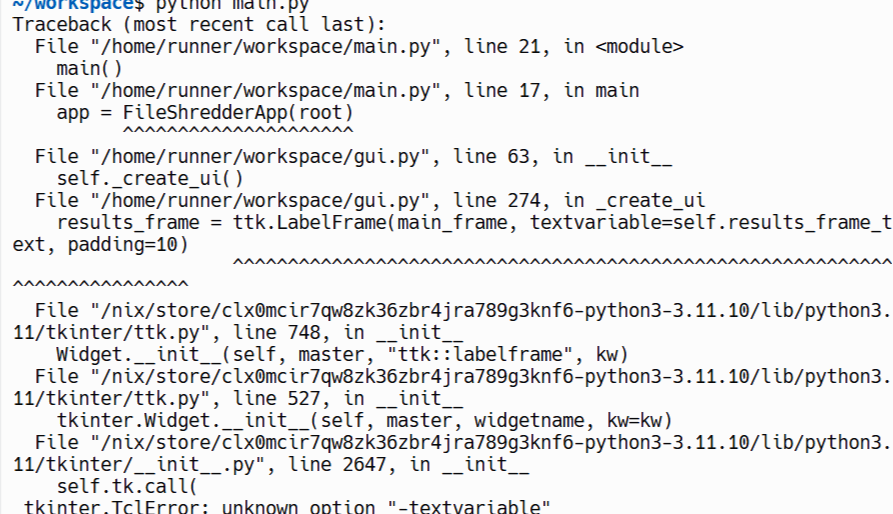 ~/workspace$ python main.py
Traceback (most recent call last):
  File "/home/runner/workspace/main.py", line 21, in <module>
    main()
  File "/home/runner/workspace/main.py", line 17, in main
    app = FileShredderApp(root)
          ^^^^^^^^^^^^^^^^^^^^^
  File "/home/runner/workspace/gui.py", line 63, in __init__
    self._create_ui()
  File "/home/runner/workspace/gui.py", line 274, in _create_ui
    results_frame = ttk.LabelFrame(main_frame, textvariable=self.results_frame_t
ext, padding=10)
                    ^^^^^^^^^^^^^^^^^^^^^^^^^^^^^^^^^^^^^^^^^^^^^^^^^^^^^^^^^^^^
^^^^^^^^^^^^^^^^
  File "/nix/store/clx0mcir7qw8zk36zbr4jra789g3knf6-python3-3.11.10/lib/python3.
11/tkinter/ttk.py", line 748, in __init__
    Widget.__init__(self, master, "ttk::labelframe", kw)
  File "/nix/store/clx0mcir7qw8zk36zbr4jra789g3knf6-python3-3.11.10/lib/python3.
11/tkinter/ttk.py", line 527, in __init__
    tkinter.Widget.__init__(self, master, widgetname, kw=kw)
  File "/nix/store/clx0mcir7qw8zk36zbr4jra789g3knf6-python3-3.11.10/lib/python3.
11/tkinter/__init__.py", line 2647, in __init__
    self.tk.call(
_tkinter.TclError: unknown option "-textvariable"